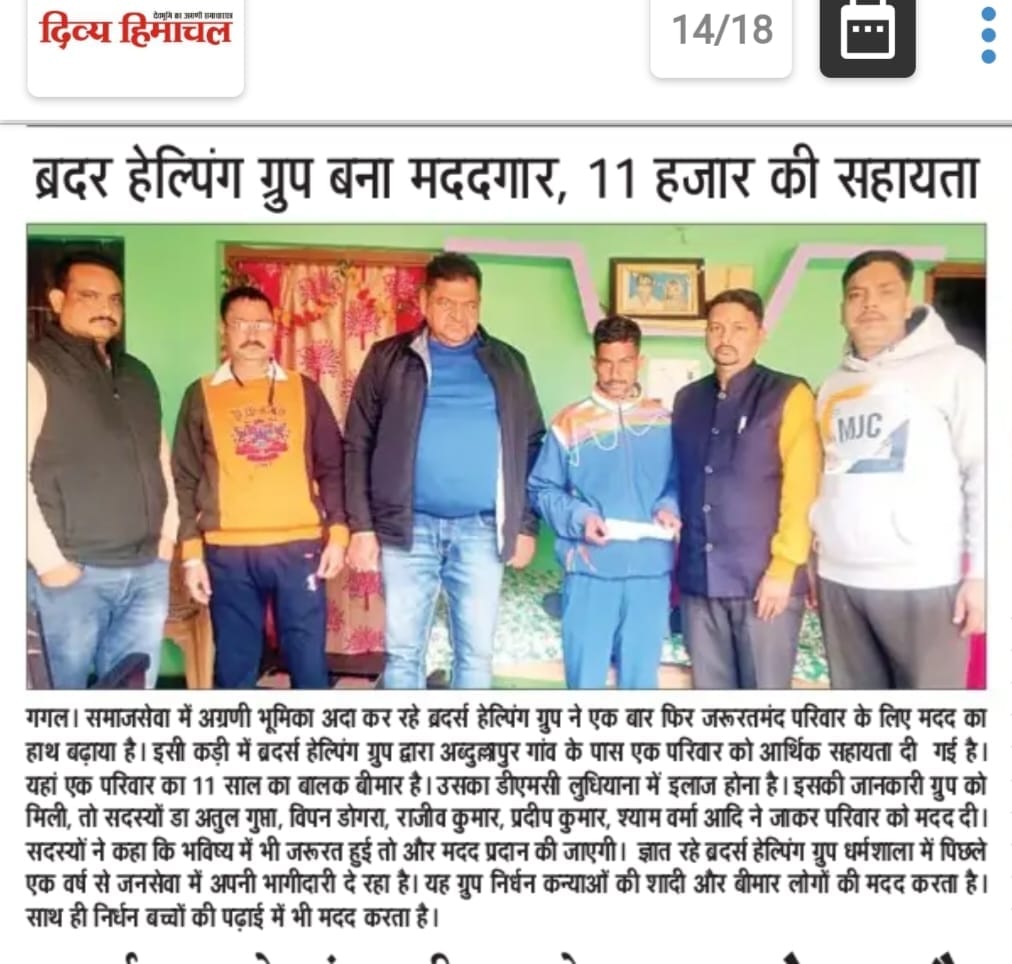 देवभूमि का अग्रणी समाचारपत्र
दिव्य हिमाचल
14/18
ब्रदर हेल्पिंग ग्रुप बना मददगार, 11 हजार की सहायता
MJC
गगल। समाजसेवा में अग्रणी भूमिका अदा कर रहे ब्रदर्स हेल्पिंग ग्रुप ने एक बार फिर जरूरतमंद परिवार के लिए मदद का
हाथ बढ़ाया है। इसी कड़ी में ब्रदर्स हेल्पिंग ग्रुप द्वारा अब्दुल्लापुर गांव के पास एक परिवार को आर्थिक सहायता दी गई है।
यहां एक परिवार का 11 साल का बालक बीमार है। उसका डीएमसी लुधियाना में इलाज होना है। इसकी जानकारी ग्रुप को
मिली, तो सदस्यों डा अतुल गुप्ता, विपन डोगरा, राजीव कुमार, प्रदीप कुमार, श्याम वर्मा आदि ने जाकर परिवार को मदद दी।
सदस्यों ने कहा कि भविष्य में भी जरूरत हुई तो और मदद प्रदान की जाएगी। ज्ञात रहे ब्रदर्स हेल्पिंग ग्रुप धर्मशाला में पिछले
एक वर्ष से जनसेवा में अपनी भागीदारी दे रहा है। यह ग्रुप निर्धन कन्याओं की शादी और बीमार लोगों की मदद करता है।
साथ ही निर्धन बच्चों की पढ़ाई में भी मदद करता है।